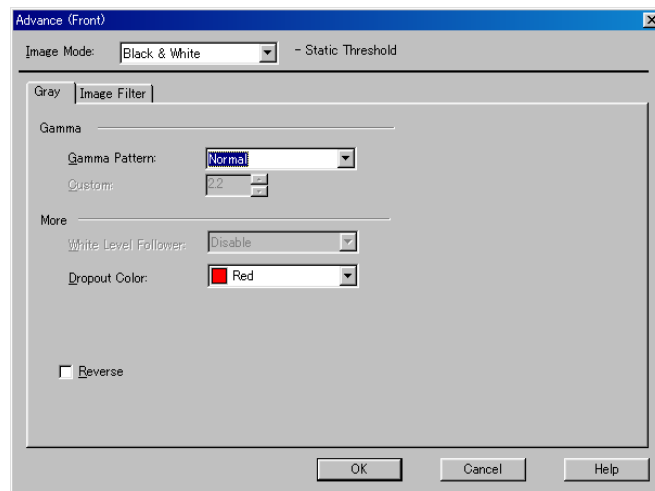 Advance (Front)
Image Mode: Black & White - Static Threshold
Gray Image Filter
Gamma
Gamma Pattern: Normal
Custom: 2.2
More
White Level Follower: Disable
Dropout Color: Red
Reverse
OK Cancel Help